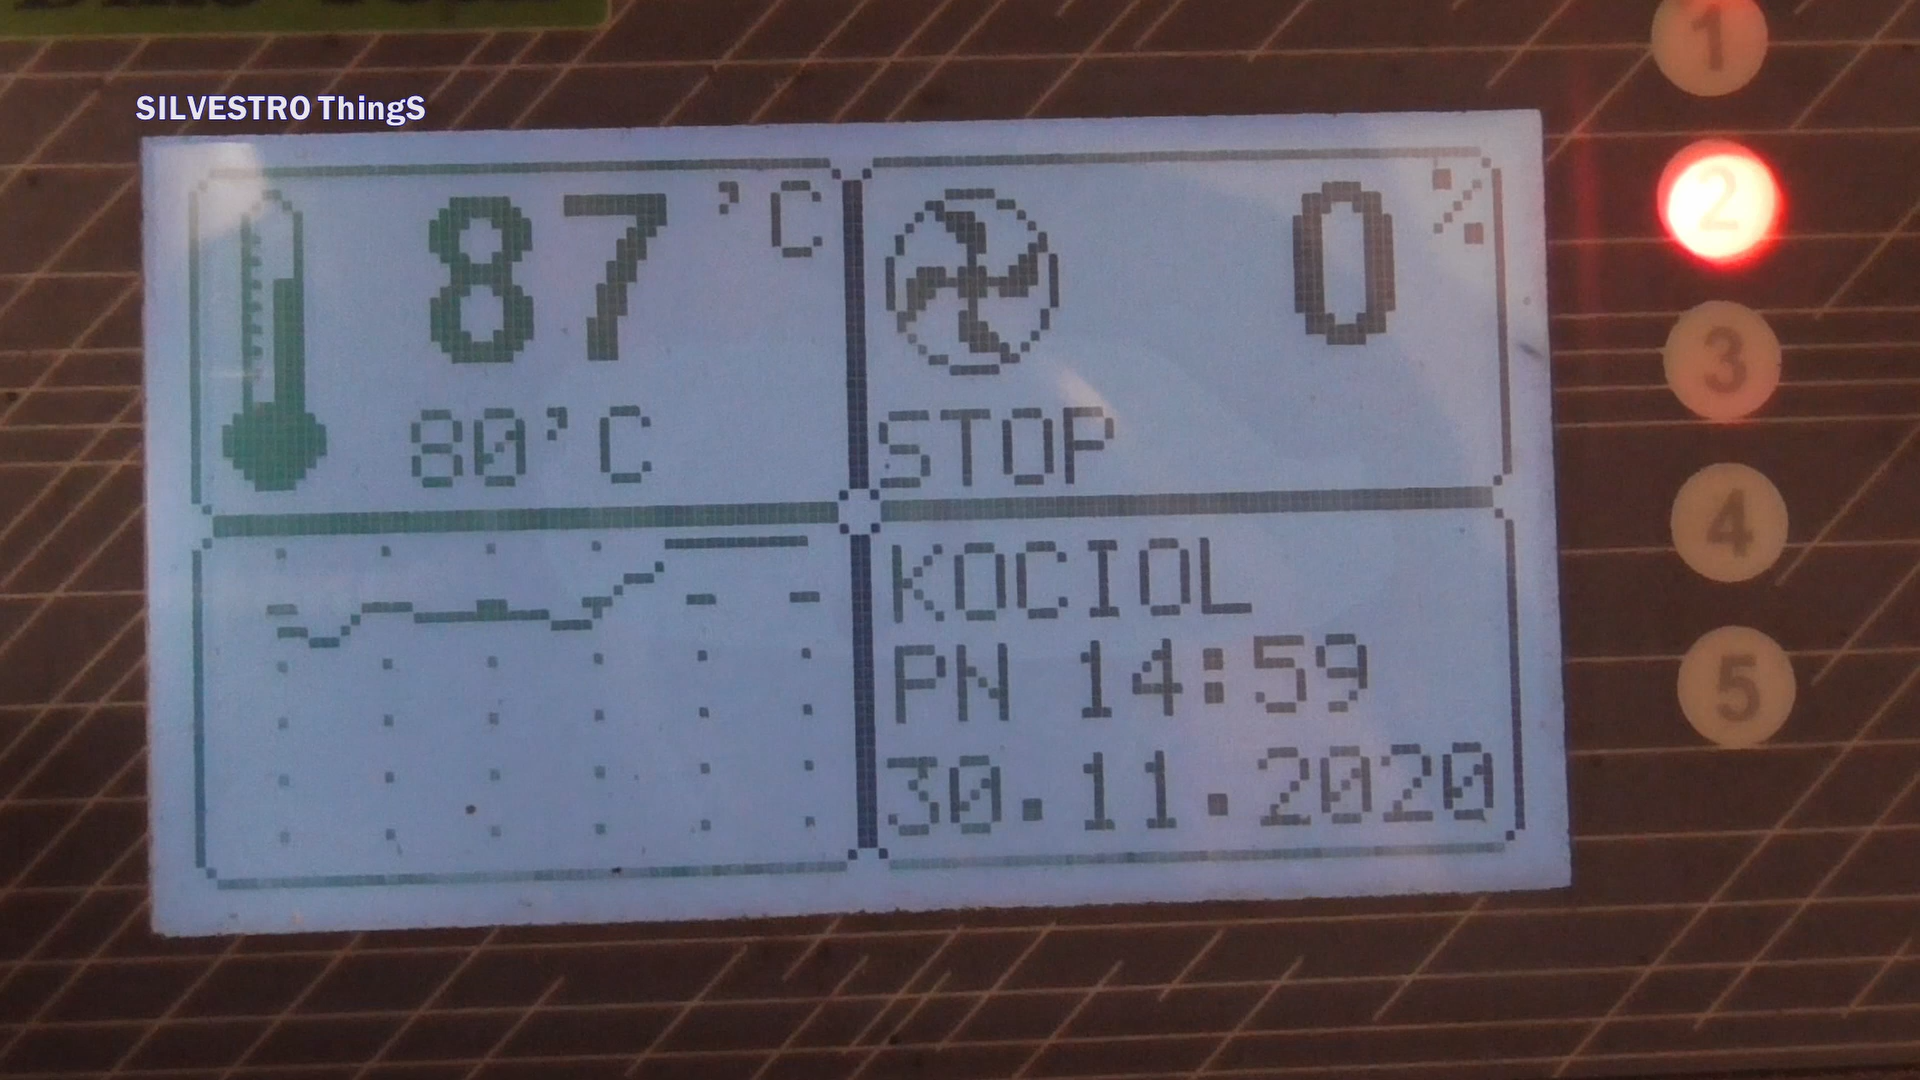 SILVESTRO ThingS
87 'C
80'C
0 %
STOP
KOCIOL
PN 14:59
30.11.2020
1
2
3
4
5